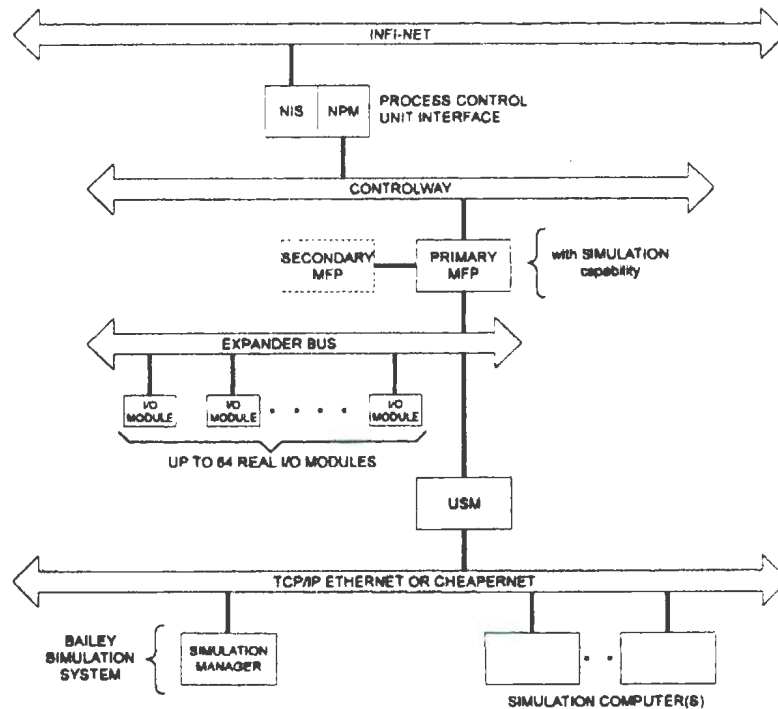 INFI-NET
NIS NPM
PROCESS CONTROL
UNIT INTERFACE
CONTROLWAY
SECONDARY
MFP
PRIMARY
MFP
with SIMULATION
capability
EXPANDER BUS
I/O
MODULE
I/O
MODULE
I/O
MODULE
UP TO 64 REAL I/O MODULES
USM
TCP/IP ETHERNET OR CHEAPERNET
BAILEY
SIMULATION
SYSTEM
SIMULATION
MANAGER
SIMULATION COMPUTER(S)